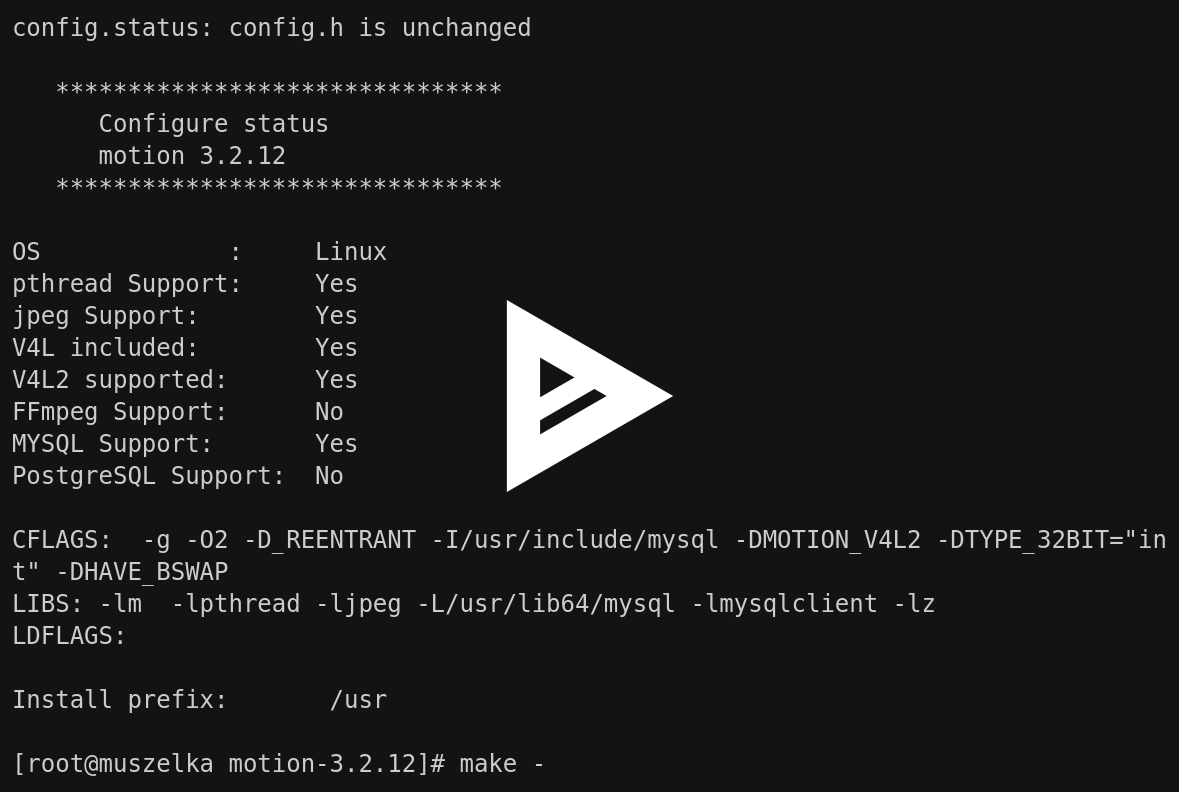 config.status: config.h is unchanged
*******************************
Configure status
motion 3.2.12
*******************************
OS             :     Linux
pthread Support:     Yes
jpeg Support:        Yes
V4L included:        Yes
V4L2 supported:      Yes
FFmpeg Support:      No
MYSQL Support:       Yes
PostgreSQL Support:  No
CFLAGS:  -g -O2 -D_REENTRANT -I/usr/include/mysql -DMOTION_V4L2 -DTYPE_32BIT="in
t" -DHAVE_BSWAP
LIBS: -lm  -lpthread -ljpeg -L/usr/lib64/mysql -lmysqlclient -lz
LDFLAGS:
Install prefix:       /usr
[root@muszelka motion-3.2.12]# make -